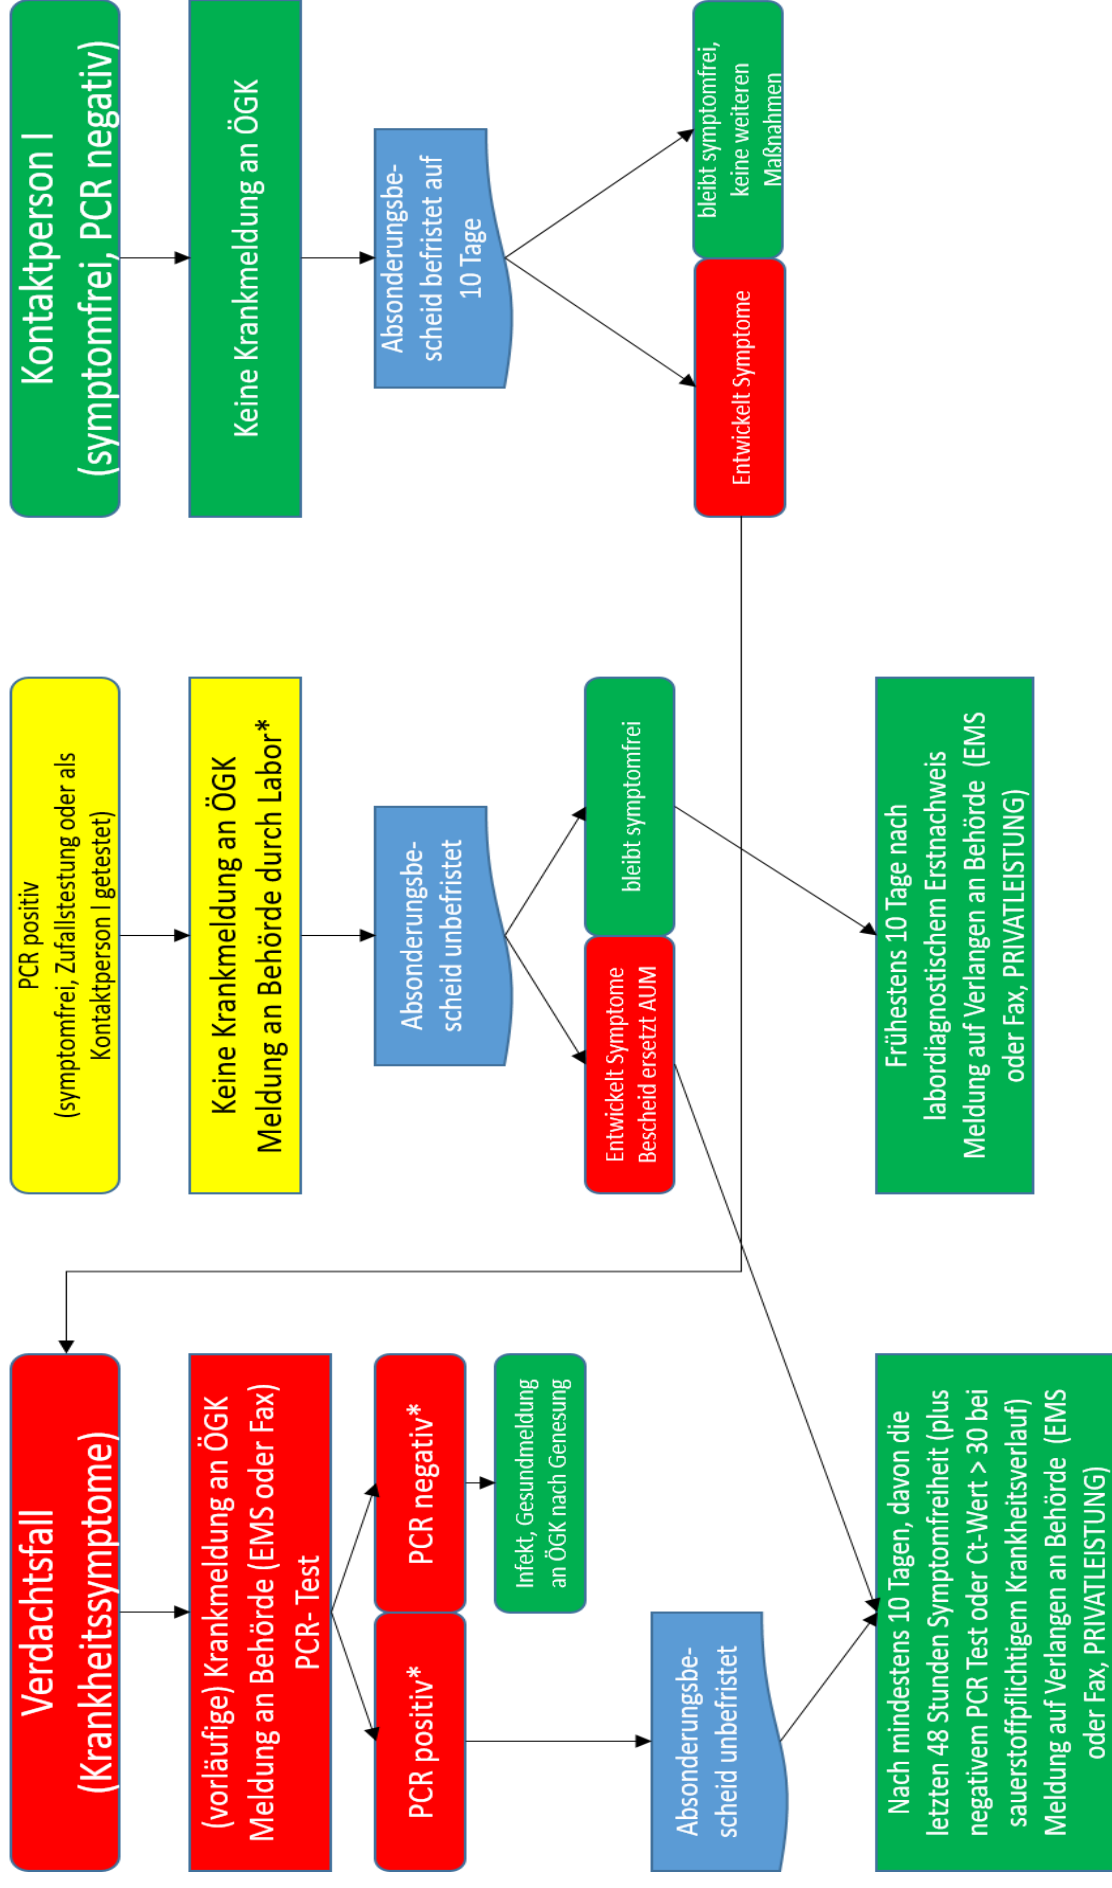 Verdachtsfall
(Krankheitssymptome)
(vorläufige) Krankmeldung an ÖGK
Meldung an Behörde (EMS oder Fax)
PCR- Test
PCR positiv*
PCR negativ*
Infekt, Gesundmeldung
an ÖGK nach Genesung
Absonderungsbe-
scheid unbefristet
Nach mindestens 10 Tagen, davon die
letzten 48 Stunden Symptomfreiheit (plus
negativem PCR Test oder Ct-Wert > 30 bei
sauerstoffpflichtigem Krankheitsverlauf)
Meldung auf Verlangen an Behörde  (EMS
oder Fax, PRIVATLEISTUNG)
PCR positiv
(symptomfrei, Zufallstestung oder als
Kontaktperson I getestet)
Keine Krankmeldung an ÖGK
Meldung an Behörde durch Labor*
Absonderungsbe-
scheid unbefristet
Entwickelt Symptome
Bescheid ersetzt AUM
bleibt symptomfrei
Frühestens 10 Tage nach
labordiagnostischem Erstnachweis
Meldung auf Verlangen an Behörde  (EMS
oder Fax, PRIVATLEISTUNG)
Kontaktperson I
(symptomfrei, PCR negativ)
Keine Krankmeldung an ÖGK
Absonderungsbe-
scheid befristet auf
10 Tage
Entwickelt Symptome
bleibt symptomfrei,
keine weiteren
Maßnahmen